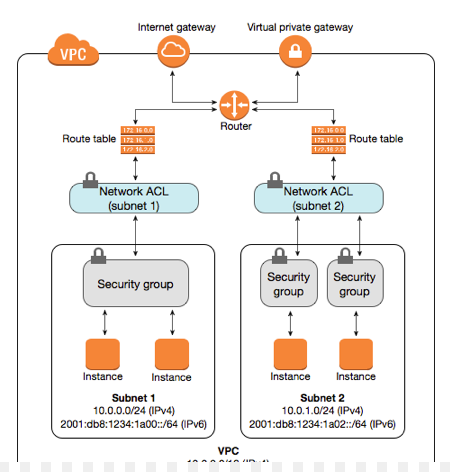 Internet gateway
Virtual private gateway
VPC
Router
Route table
172.16.0.0
172.16.1.0
172.16.2.0
172.16.0.0
172.16.1.0
172.16.2.0
Route table
Network ACL
(subnet 1)
Network ACL
(subnet 2)
Security group
Security
group
Security
group
Instance
Instance
Instance
Instance
Subnet 1
10.0.0.0/24 (IPv4)
2001:db8:1234:1a00::/64 (IPv6)
Subnet 2
10.0.1.0/24 (IPv4)
2001:db8:1234:1a02::/64 (IPv6)
VPC